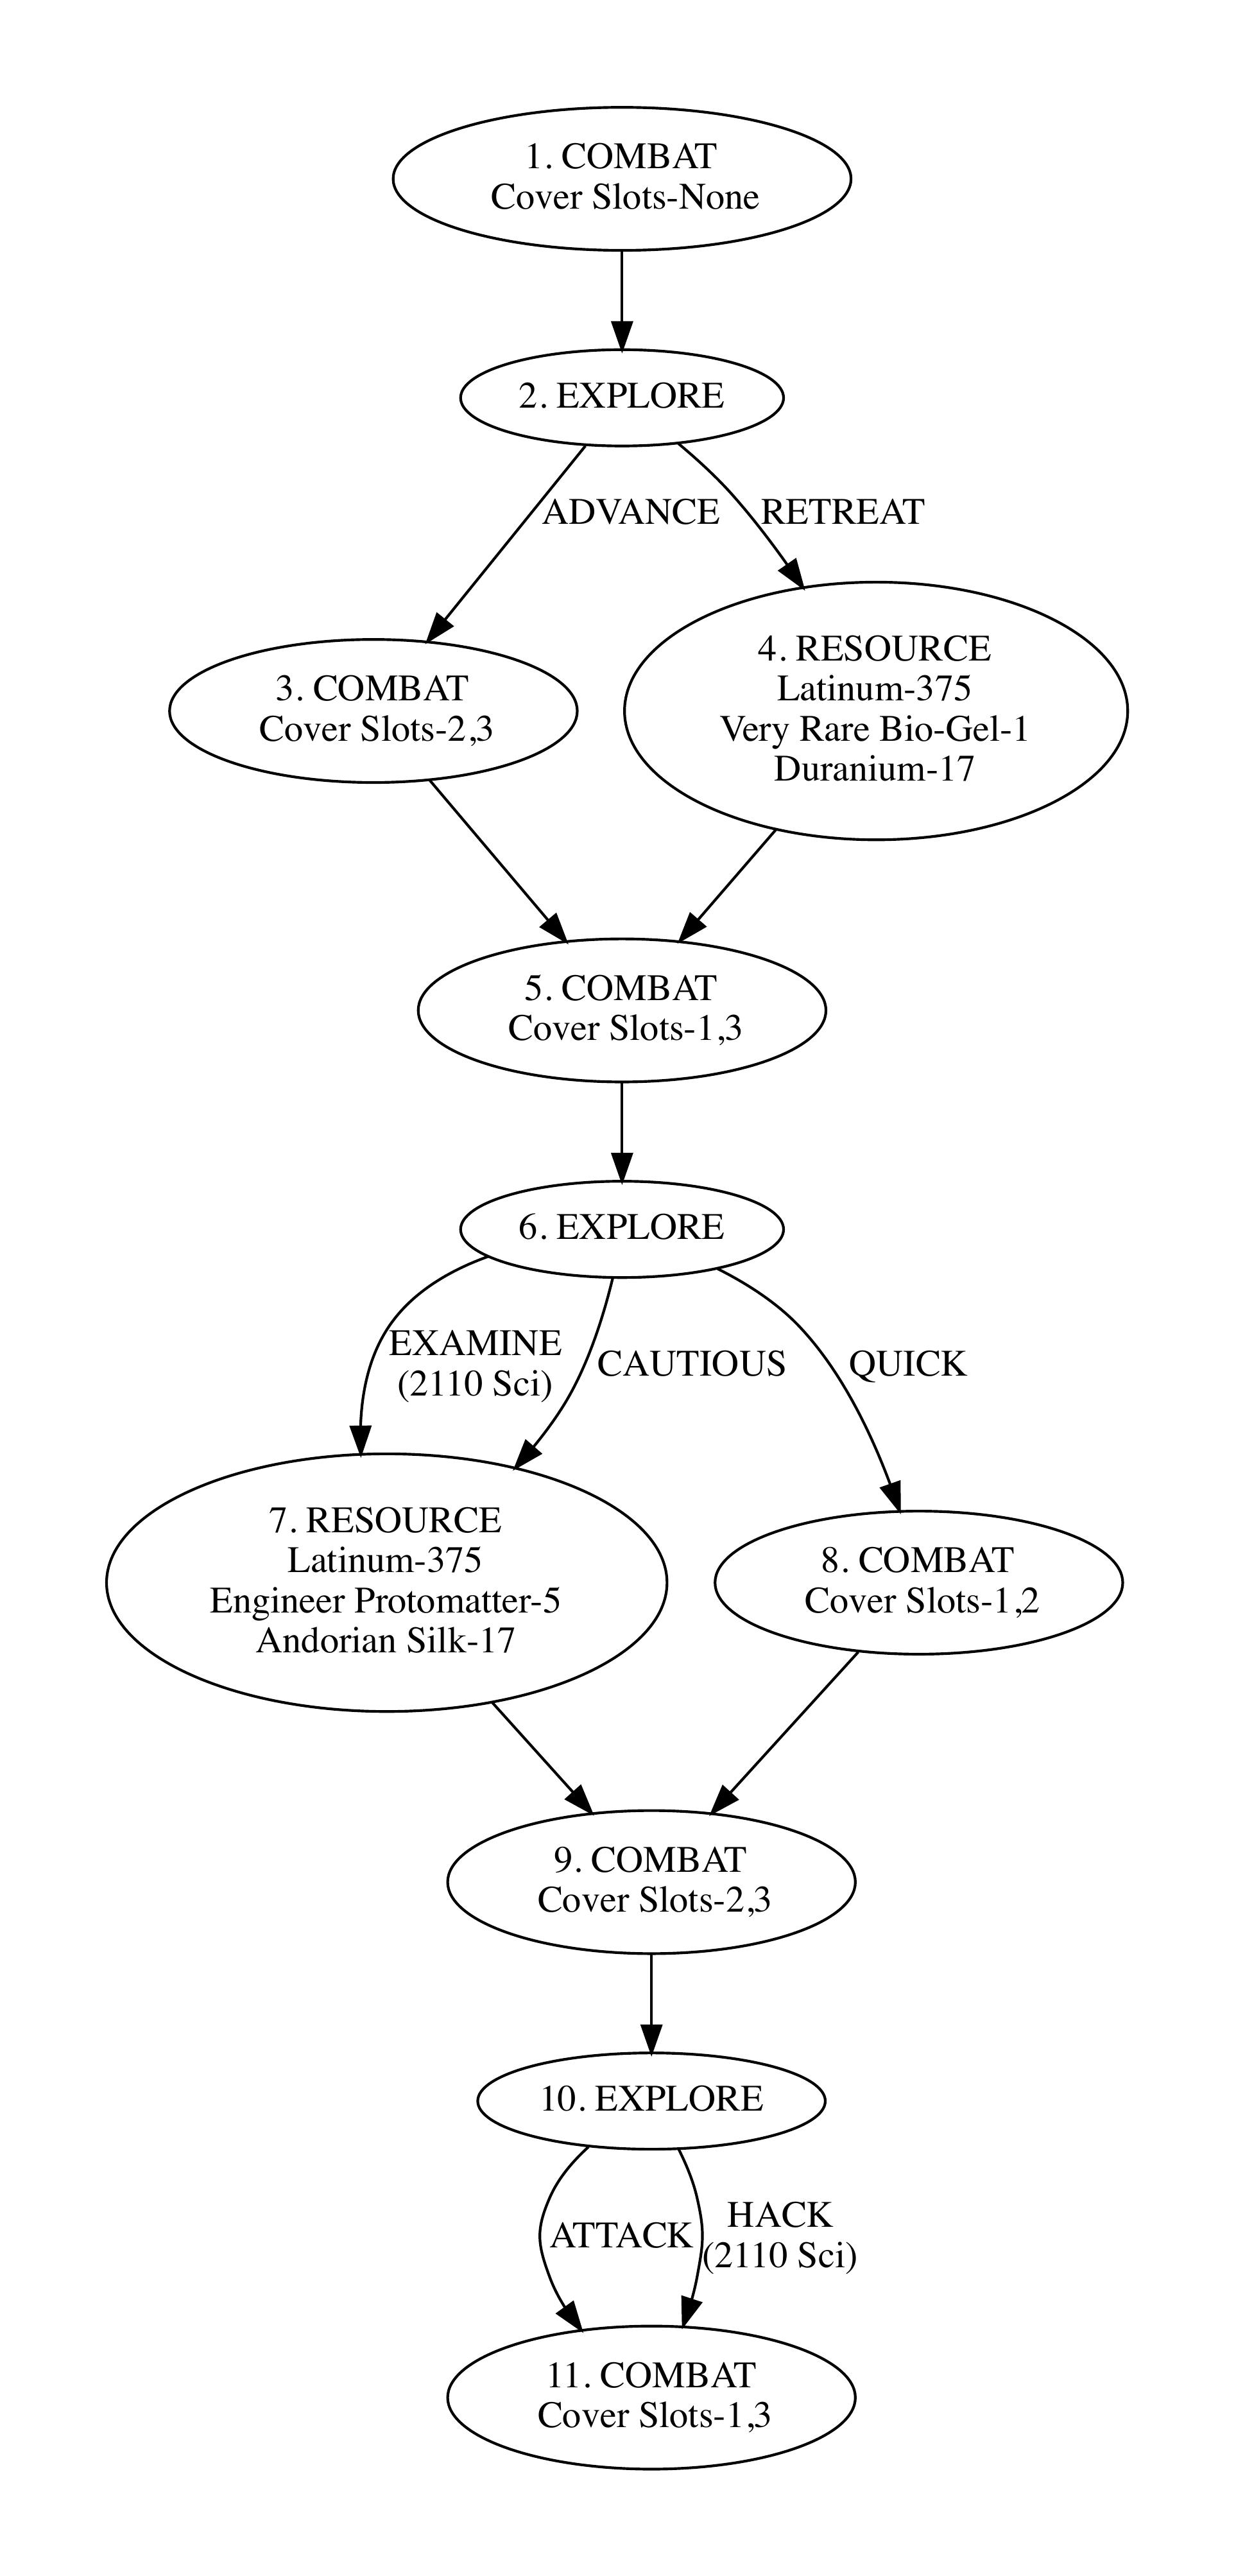 1. COMBAT
Cover Slots-None
2. EXPLORE
ADVANCE
RETREAT
3. COMBAT
Cover Slots-2,3
4. RESOURCE
Latinum-375
Very Rare Bio-Gel-1
Duranium-17
5. COMBAT
Cover Slots-1,3
6. EXPLORE
EXAMINE
(2110 Sci)
CAUTIOUS
QUICK
7. RESOURCE
Latinum-375
Engineer Protomatter-5
Andorian Silk-17
8. COMBAT
Cover Slots-1,2
9. COMBAT
Cover Slots-2,3
10. EXPLORE
ATTACK
HACK
(2110 Sci)
11. COMBAT
Cover Slots-1,3